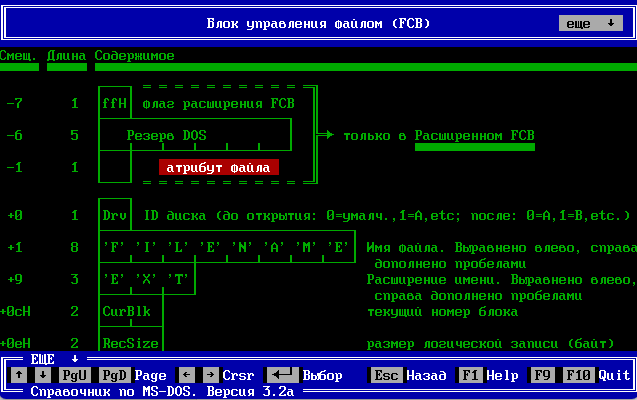 Блок управления файлом (FCB)
еще ↓
Смещ. Длина Содержимое
-7 1 ffH флаг расширения FCB
-6 5 Резерв DOS только в Расширенном FCB
-1 1 атрибут файла
+0 1 Drv ID диска (до открытия: 0=умалч.,1=A,etc; после: 0=A,1=B,etc.)
+1 8 'F' 'I' 'L' 'E' 'N' 'A' 'M' 'E' Имя файла. Выравнено влево, справа
дополнено пробелами
+9 3 'E' 'X' 'T' Расширение имени. Выравнено влево,
справа дополнено пробелами
+0cH 2 CurBlk текущий номер блока
+0eH 2 RecSize размер логической записи (байт)
ЕЩЕ ↓
↑ ↓ PgU PgD Page ← → Crsr ←┘ Выбор Esc Назад F1 Help F9 F10 Quit
Справочник по MS-DOS. Версия 3.2a